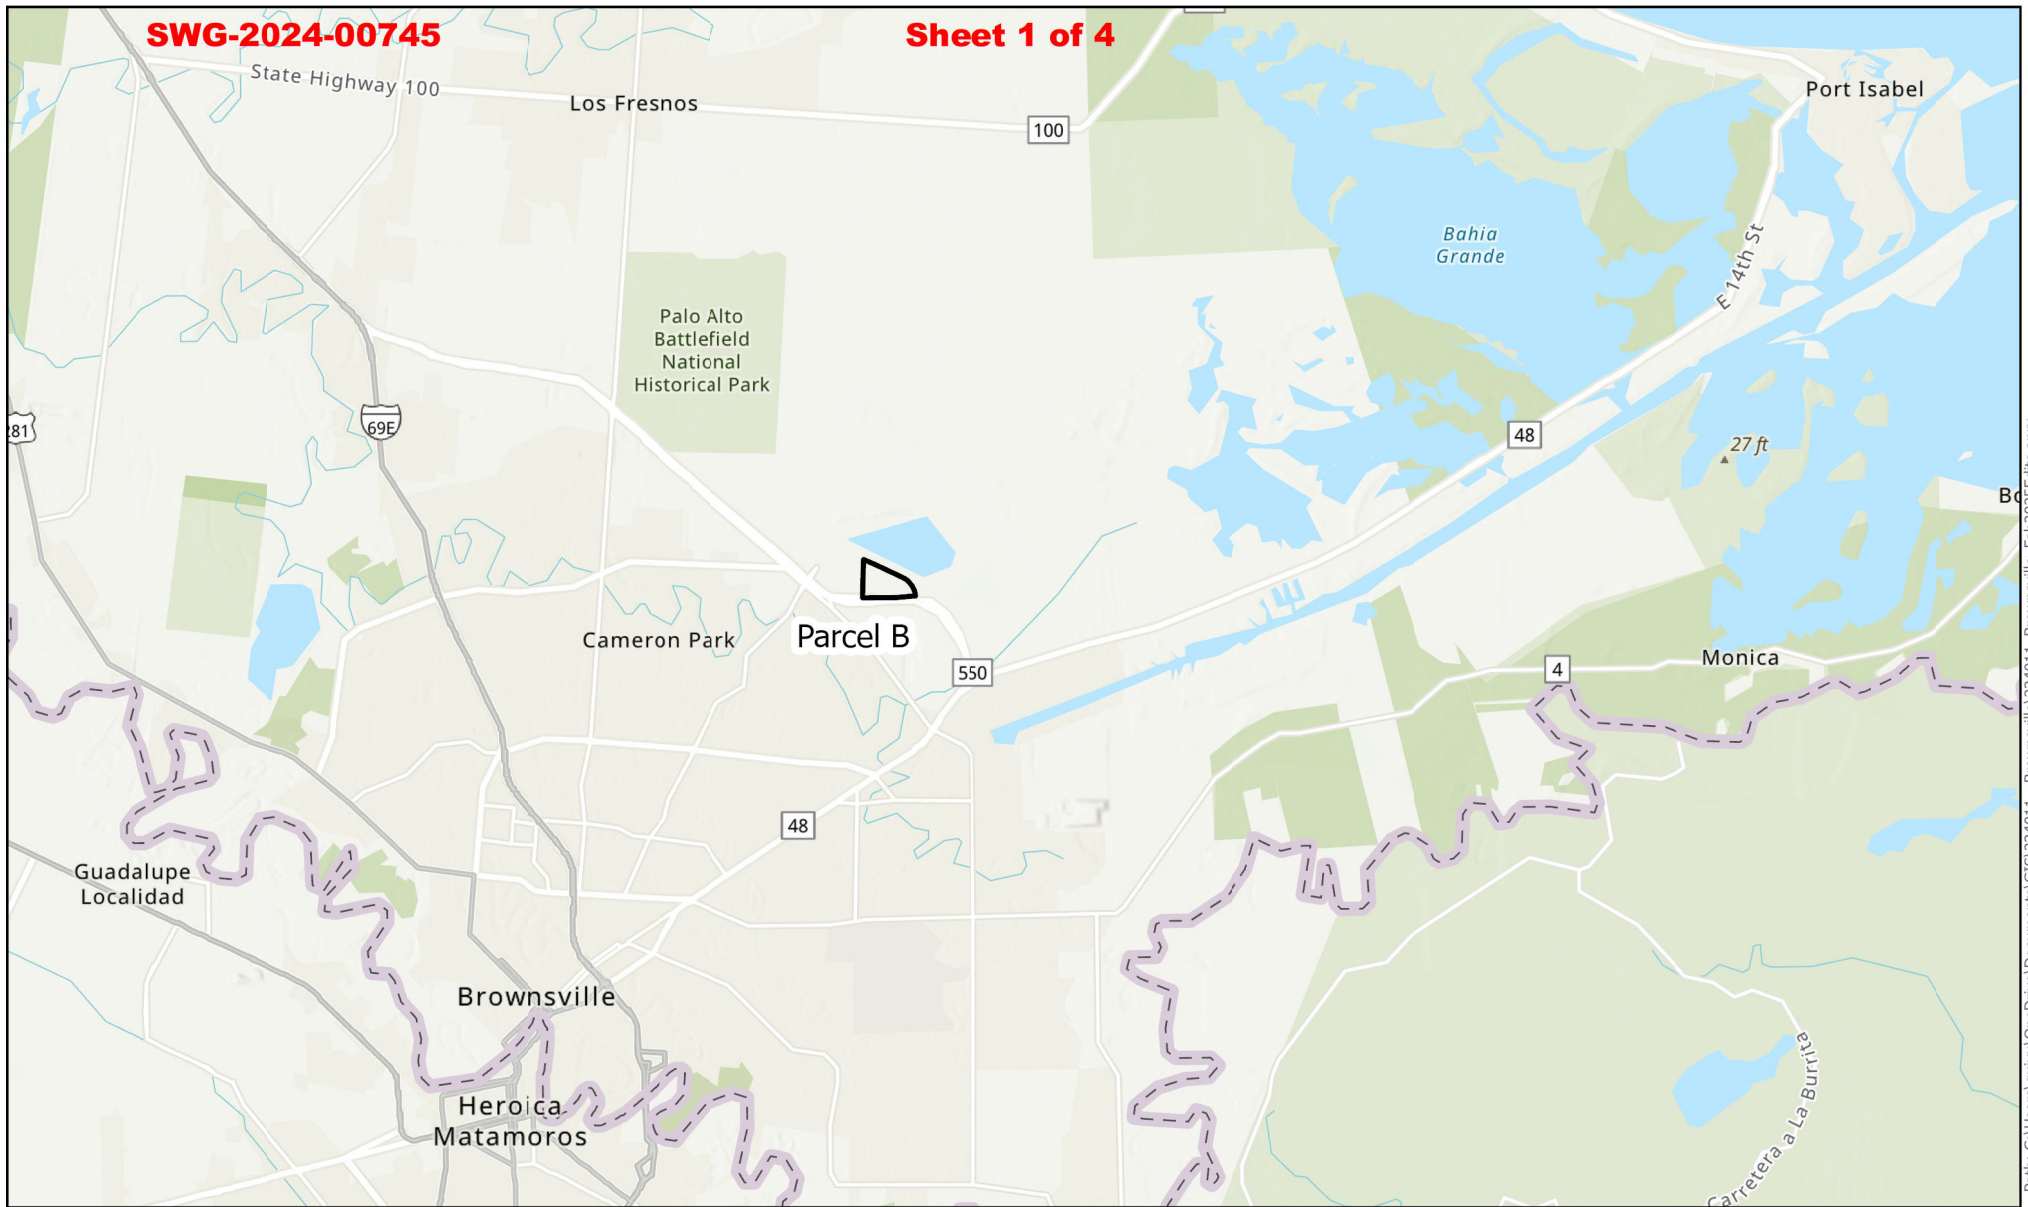 SWG-2024-00745
Sheet 1 of 4
State Highway 100
Los Fresnos
100
Port Isabel
Bahia
Grande
E 14th St
Palo Alto
Battlefield
National
Historical Park
69E
281
48
27 ft
Parcel B
Cameron Park
550
4
Monica
48
Guadalupe
Localidad
Brownsville
Heroica
Matamoros
Carretera a La Burrita